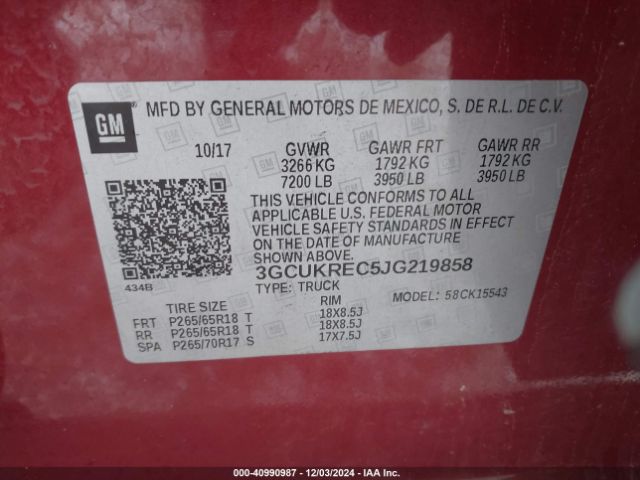 GM ® MFD BY GENERAL MOTORS DE MEXICO, S. DE R.L. DE C.V.
10/17 GVWR GAWR FRT GAWR RR
3266 KG 1792 KG 1792 KG
7200 LB 3950 LB 3950 LB
THIS VEHICLE CONFORMS TO ALL
APPLICABLE U.S. FEDERAL MOTOR
VEHICLE SAFETY STANDARDS IN EFFECT
ON THE DATE OF MANUFACTURE
SHOWN ABOVE.
434B 3GCUKREC5JG219858
TYPE: TRUCK MODEL: 58CK15543
TIRE SIZE RIM
FRT P265/65R18 T 18X8.5J
RR P265/65R18 T 18X8.5J
SPA P265/70R17 S 17X7.5J
000-40990987 - 12/03/2024 - IAA Inc.